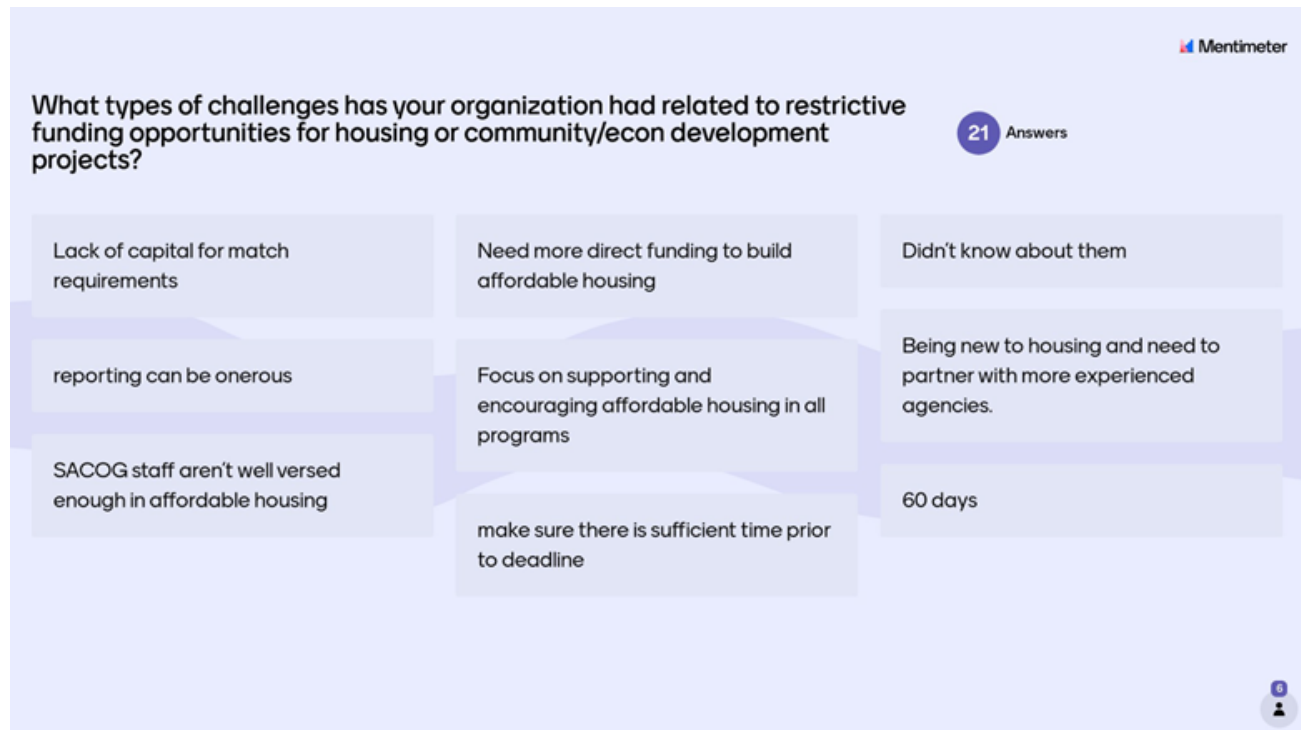 Mentimeter
What types of challenges has your organization had related to restrictive
funding opportunities for housing or community/econ development
projects?
21 Answers
Lack of capital for match
requirements
reporting can be onerous
SACOG staff aren't well versed
enough in affordable housing
Need more direct funding to build
affordable housing
Focus on supporting and
encouraging affordable housing in all
programs
make sure there is sufficient time prior
to deadline
Didn't know about them
Being new to housing and need to
partner with more experienced
agencies.
60 days
6